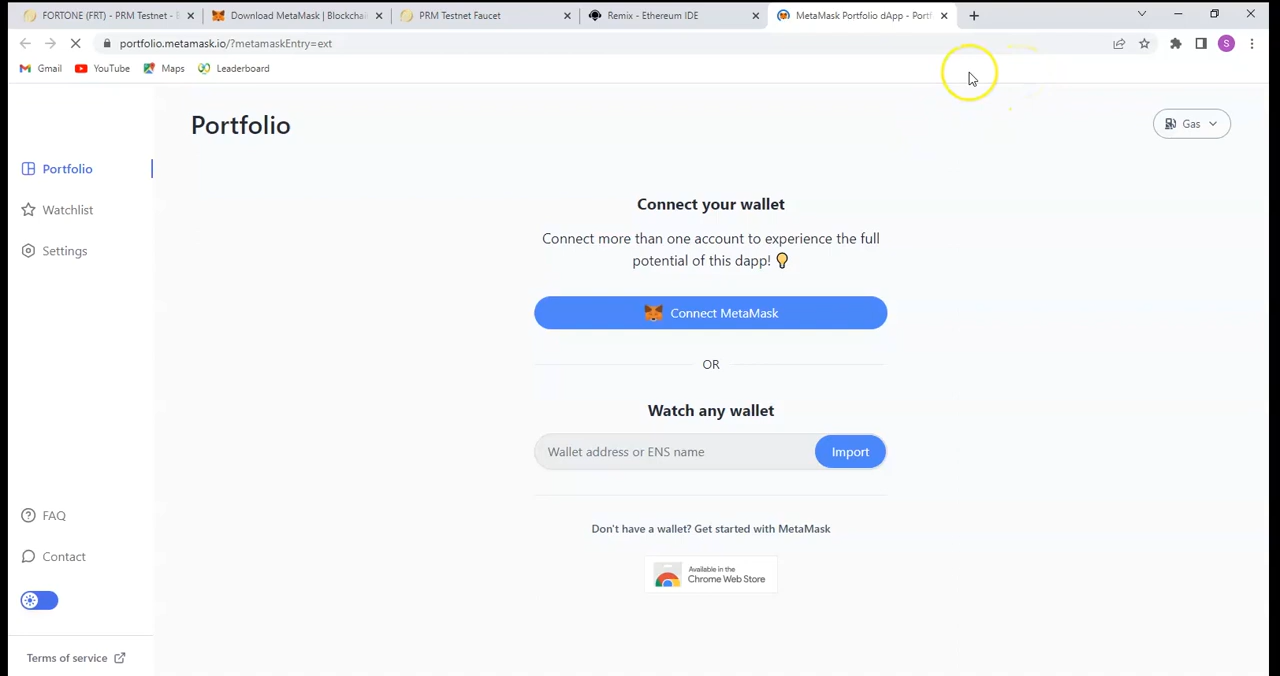 FORTONE (FRT) - PRM Testnet -
Download MetaMask | Blockchai
PRM Testnet Faucet
Remix - Ethereum IDE
MetaMask Portfolio dApp - Portf
portfolio.metamask.io/?metamaskEntry=ext
S
Gmail
YouTube
Maps
Leaderboard
Portfolio
Gas
Portfolio
Watchlist
Settings
Connect your wallet
Connect more than one account to experience the full
potential of this dapp!
Connect MetaMask
OR
Watch any wallet
Wallet address or ENS name
Import
Don't have a wallet? Get started with MetaMask
Available in the
Chrome Web Store
FAQ
Contact
Terms of service